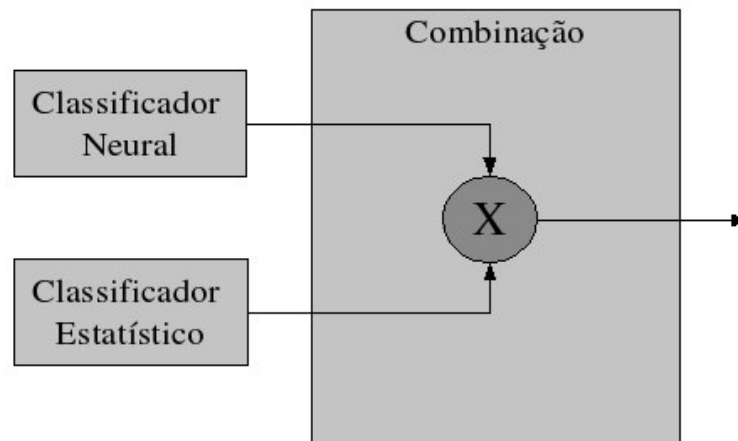 Combinação
Classificador
Neural
X
Classificador
Estatístico